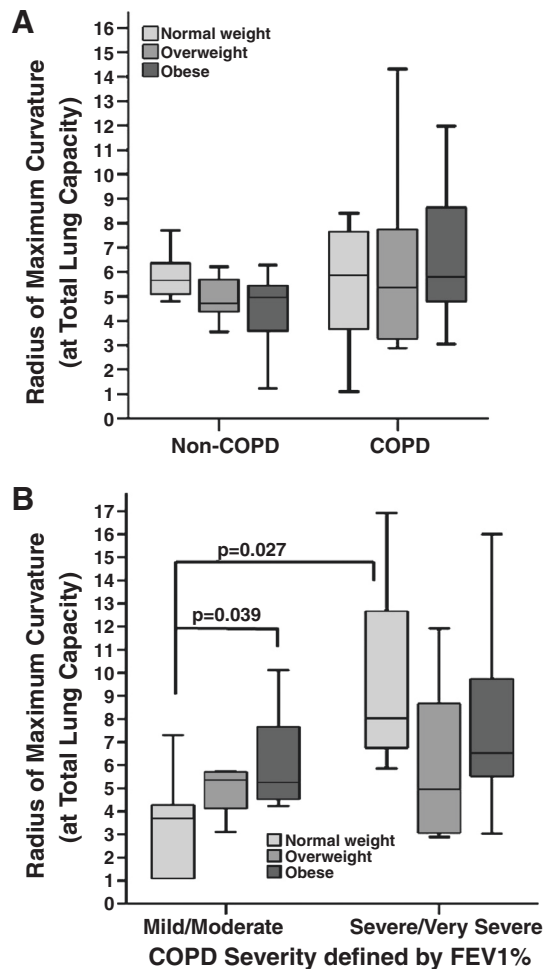 A
Normal weight
Overweight
Obese
Radius of Maximum Curvature
(at Total Lung Capacity)
16
15
14
13
12
11
10
9
8
7
6
5
4
3
2
1
0
Non-COPD COPD
B
Radius of Maximum Curvature
(at Total Lung Capacity)
17
16
15
14
13
12
11
10
9
8
7
6
5
4
3
2
1
0
p=0.027
p=0.039
Normal weight
Overweight
Obese
Mild/Moderate Severe/Very Severe
COPD Severity defined by FEV1%